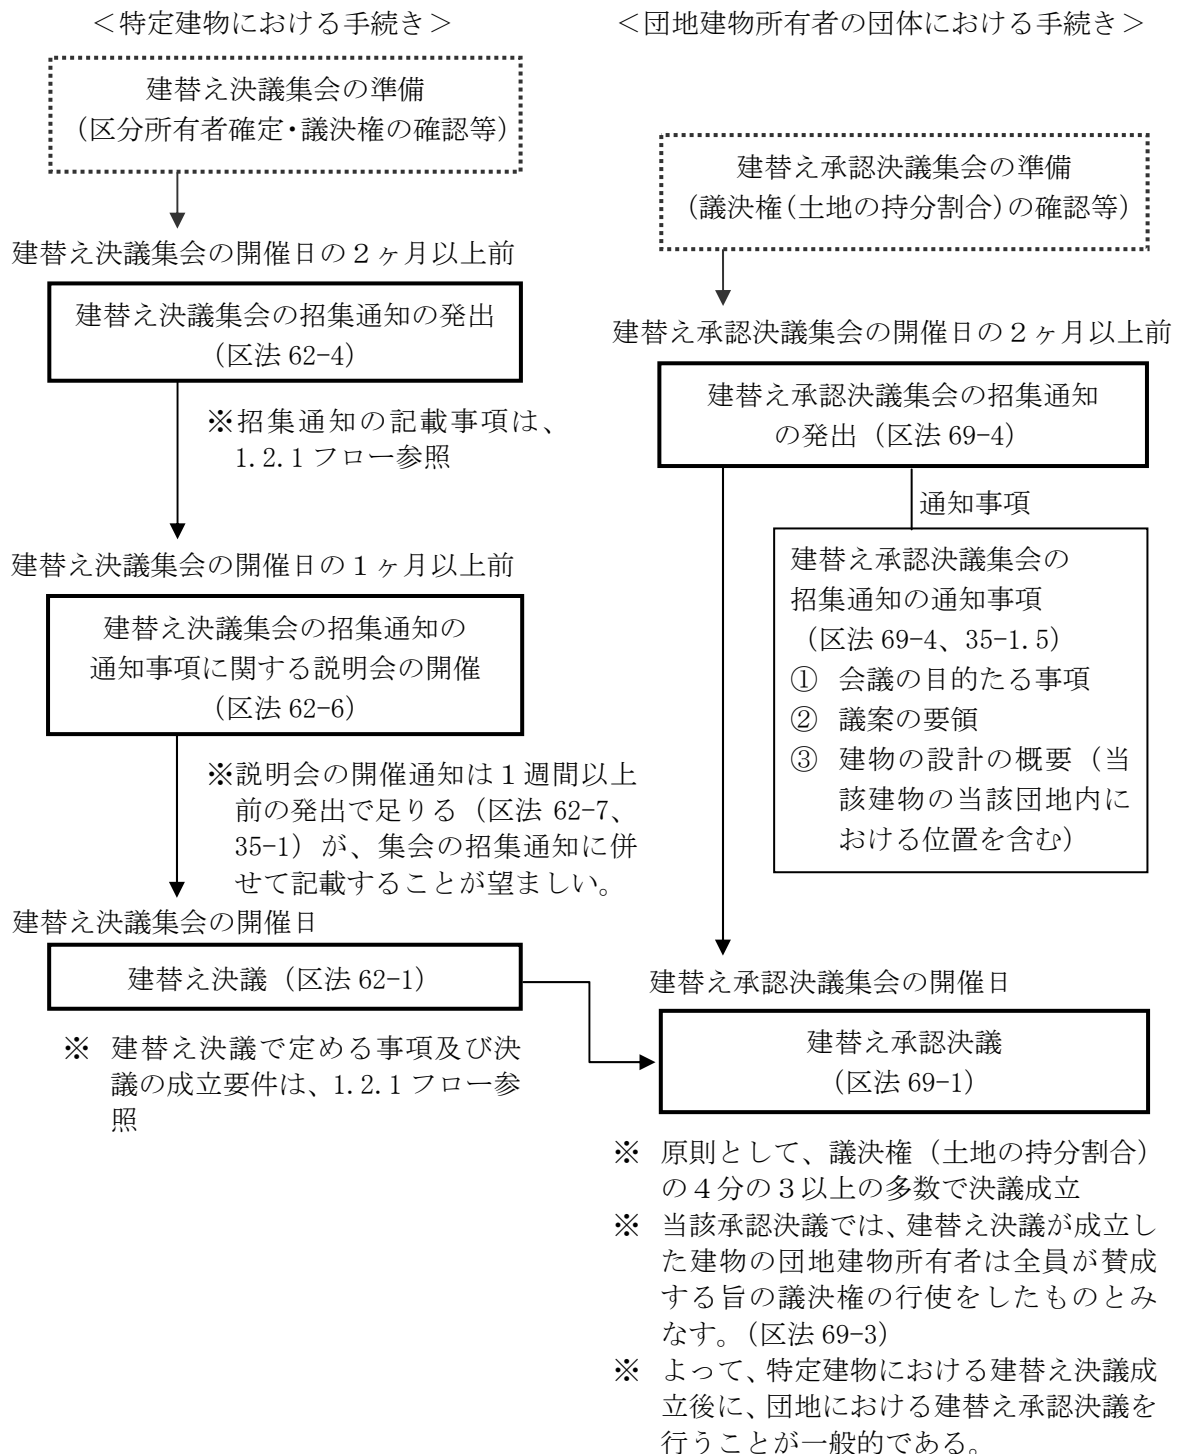 ＜特定建物における手続き＞
建替え決議集会の準備
（区分所有者確定・議決権の確認等）
建替え決議集会の開催日の２ヶ月以上前
建替え決議集会の招集通知の発出
（区法 62-4）
※招集通知の記載事項は、
1.2.1 フロー参照
建替え決議集会の開催日の１ヶ月以上前
建替え決議集会の招集通知の
通知事項に関する説明会の開催
（区法 62-6）
※説明会の開催通知は１週間以上
前の発出で足りる（区法 62-7、
35-1）が、集会の招集通知に併
せて記載することが望ましい。
建替え決議集会の開催日
建替え決議（区法 62-1）
※ 建替え決議で定める事項及び決
議の成立要件は、1.2.1 フロー参
照
＜団地建物所有者の団体における手続き＞
建替え承認決議集会の準備
（議決権（土地の持分割合）の確認等）
建替え承認決議集会の開催日の２ヶ月以上前
建替え承認決議集会の招集通知
の発出（区法 69-4）
通知事項
建替え承認決議集会の
招集通知の通知事項
（区法 69-4、35-1.5）
① 会議の目的たる事項
② 議案の要領
③ 建物の設計の概要（当
該建物の当該団地内に
おける位置を含む）
建替え承認決議集会の開催日
建替え承認決議
（区法 69-1）
※ 原則として、議決権（土地の持分割合）
の４分の３以上の多数で決議成立
※ 当該承認決議では、建替え決議が成立し
た建物の団地建物所有者は全員が賛成
する旨の議決権の行使をしたものとみ
なす。（区法 69-3）
※ よって、特定建物における建替え決議成
立後に、団地における建替え承認決議を
行うことが一般的である。